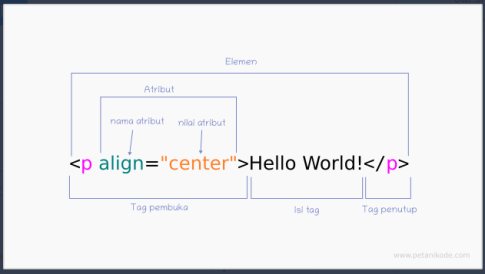 Elemen
Atribut
nama atribut
nilai atribut
<p align="center">Hello World!</p>
Tag pembuka
isi tag
Tag penutup
www.petanikode.com